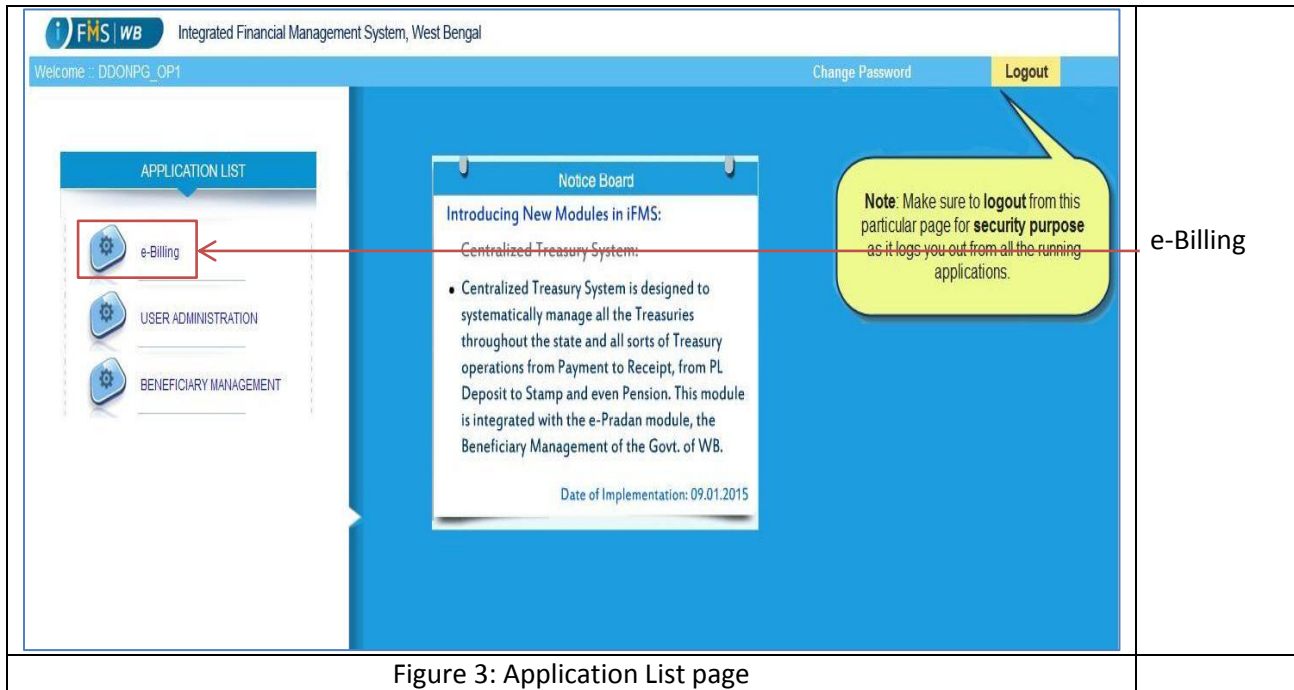 i FMS|WB Integrated Financial Management System, West Bengal
Welcome :: DDONPG_OP1 Change Password Logout
APPLICATION LIST
e-Billing
USER ADMINISTRATION
BENEFICIARY MANAGEMENT
Notice Board
Introducing New Modules in iFMS:
Centralized Treasury System:
• Centralized Treasury System is designed to
systematically manage all the Treasuries
throughout the state and all sorts of Treasury
operations from Payment to Receipt, from PL
Deposit to Stamp and even Pension. This module
is integrated with the e-Pradan module, the
Beneficiary Management of the Govt. of WB.
Date of Implementation: 09.01.2015
Note: Make sure to logout from this
particular page for security purpose
as it logs you out from all the running
applications.
e-Billing
Figure 3: Application List page